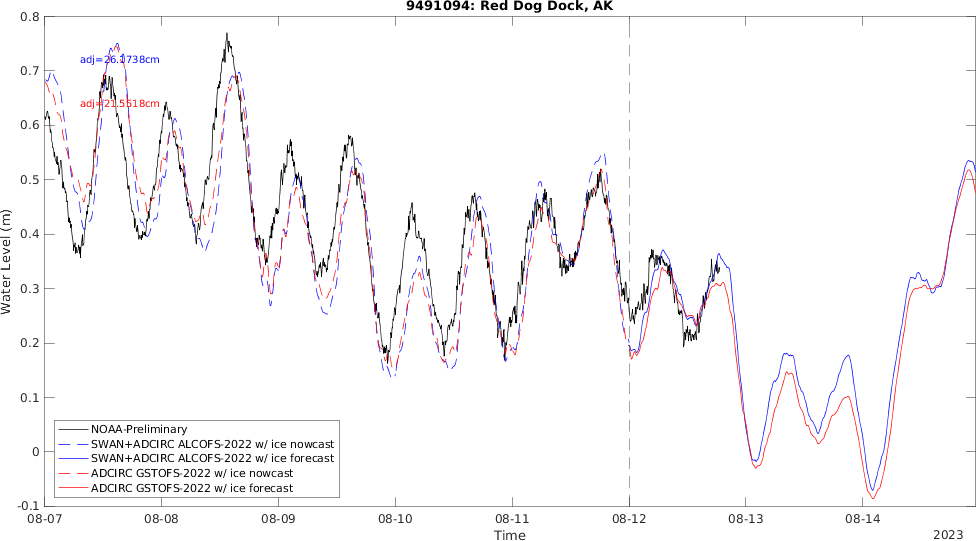 9491094: Red Dog Dock, AK
0.8
0.7
0.6
0.5
0.4
0.3
0.2
0.1
0
-0.1
Water Level (m)
adj=26.1738cm
adj=21.5518cm
NOAA-Preliminary
SWAN+ADCIRC ALCOFS-2022 w/ ice nowcast
SWAN+ADCIRC ALCOFS-2022 w/ ice forecast
ADCIRC GSTOFS-2022 w/ ice nowcast
ADCIRC GSTOFS-2022 w/ ice forecast
08-07 08-08 08-09 08-10 08-11 08-12 08-13 08-14
Time
2023